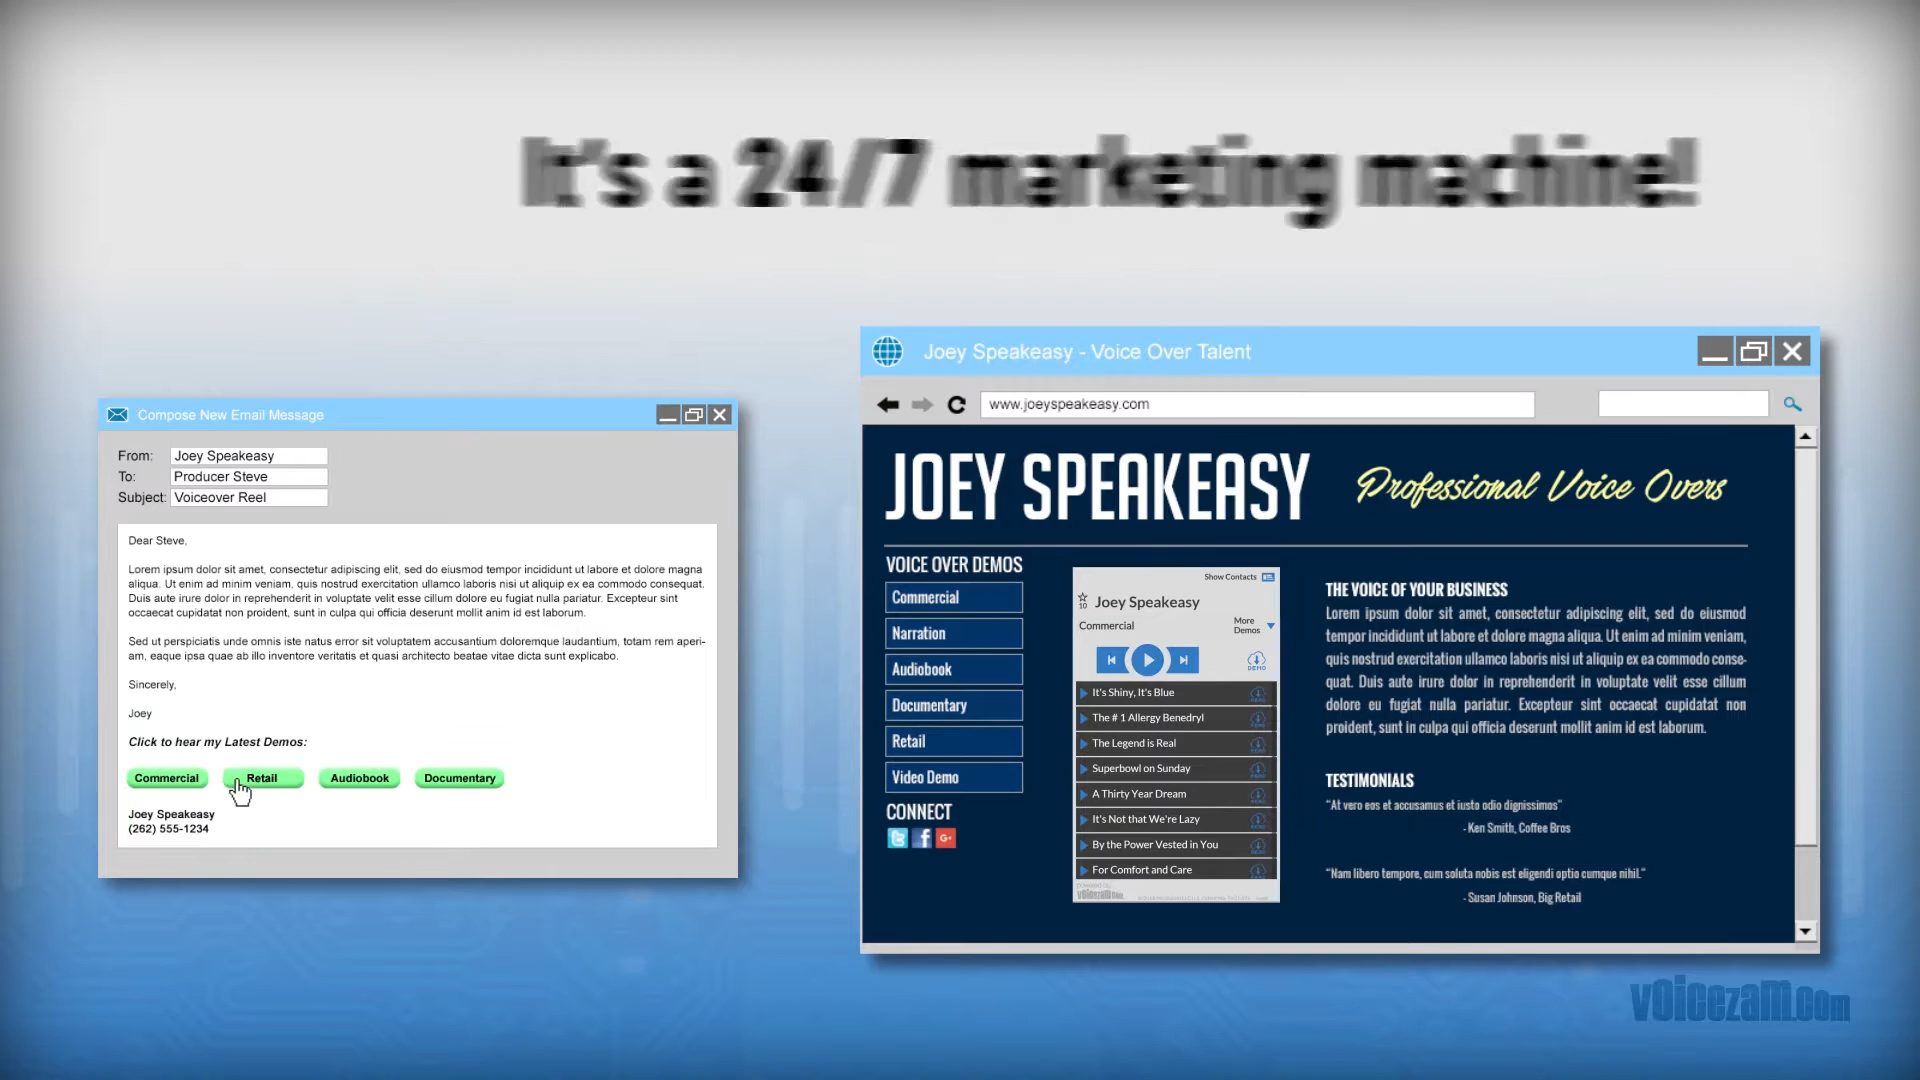 It's a 24/7 marketing machine!
Compose New Email Message
From: Joey Speakeasy
To: Producer Steve
Subject: Voiceover Reel
Dear Steve,
Lorem ipsum dolor sit amet, consectetur adipiscing elit, sed do eiusmod tempor incididunt ut labore et dolore magna
aliqua. Ut enim ad minim veniam, quis nostrud exercitation ullamco laboris nisi ut aliquip ex ea commodo consequat.
Duis aute irure dolor in reprehenderit in voluptate velit esse cillum dolore eu fugiat nulla pariatur. Excepteur sint
occaecat cupidatat non proident, sunt in culpa qui officia deserunt mollit anim id est laborum.
Sed ut perspiciatis unde omnis iste natus error sit voluptatem accusantium doloremque laudantium, totam rem aperi-
am, eaque ipsa quae ab illo inventore veritatis et quasi architecto beatae vitae dicta sunt explicabo.
Sincerely,
Joey
Click to hear my Latest Demos:
Commercial Retail Audiobook Documentary
Joey Speakeasy
(262) 555-1234
Joey Speakeasy - Voice Over Talent
www.joeyspeakeasy.com
JOEY SPEAKEASY Professional Voice Overs
VOICE OVER DEMOS
Commercial
Narration
Audiobook
Documentary
Retail
Video Demo
CONNECT
Show Contacts
10
Joey Speakeasy
Commercial
More
Demos
DEMO
It's Shiny, It's Blue
The # 1 Allergy Benedryl
The Legend is Real
Superbowl on Sunday
A Thirty Year Dream
It's Not that We're Lazy
By the Power Vested in You
For Comfort and Care
voicezam.com
THE VOICE OF YOUR BUSINESS
Lorem ipsum dolor sit amet, consectetur adipiscing elit, sed do eiusmod
tempor incididunt ut labore et dolore magna aliqua. Ut enim ad minim veniam,
quis nostrud exercitation ullamco laboris nisi ut aliquip ex ea commodo conse-
quat. Duis aute irure dolor in reprehenderit in voluptate velit esse cillum
dolore eu fugiat nulla pariatur. Excepteur sint occaecat cupidatat non
proident, sunt in culpa qui officia deserunt mollit anim id est laborum.
TESTIMONIALS
"At vero eos et accusamus et iusto odio dignissimos"
- Ken Smith, Coffee Bros
"Nam libero tempore, cum soluta nobis est eligendi optio cumque nihil."
- Susan Johnson, Big Retail
voicezam.com